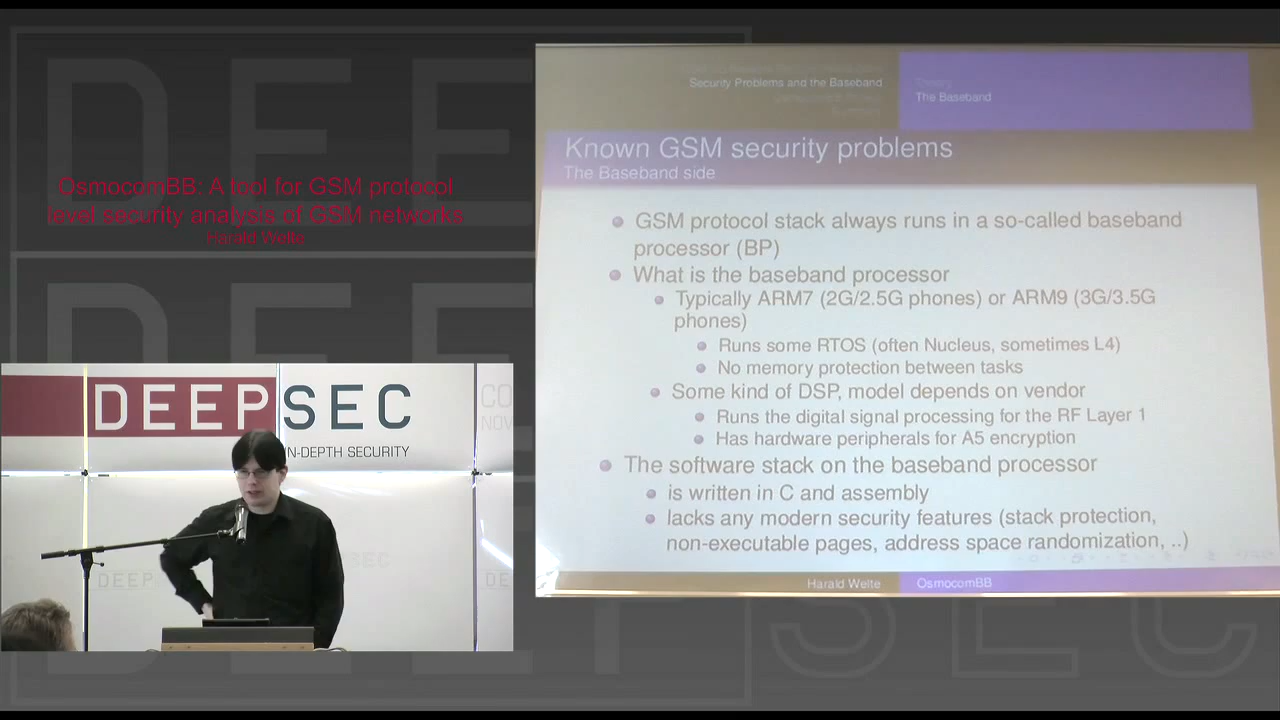 OsmocomBB: A tool for GSM protocol
level security analysis of GSM networks
Harald Welte
DEEPSEC
IN-DEPTH SECURITY
Security Problems and the Baseband
Summary
Theory
The Baseband
Known GSM security problems
The Baseband side
GSM protocol stack always runs in a so-called baseband
processor (BP)
What is the baseband processor
Typically ARM7 (2G/2.5G phones) or ARM9 (3G/3.5G
phones)
Runs some RTOS (often Nucleus, sometimes L4)
No memory protection between tasks
Some kind of DSP, model depends on vendor
Runs the digital signal processing for the RF Layer 1
Has hardware peripherals for A5 encryption
The software stack on the baseband processor
is written in C and assembly
lacks any modern security features (stack protection,
non-executable pages, address space randomization, ..)
Harald Welte
OsmocomBB